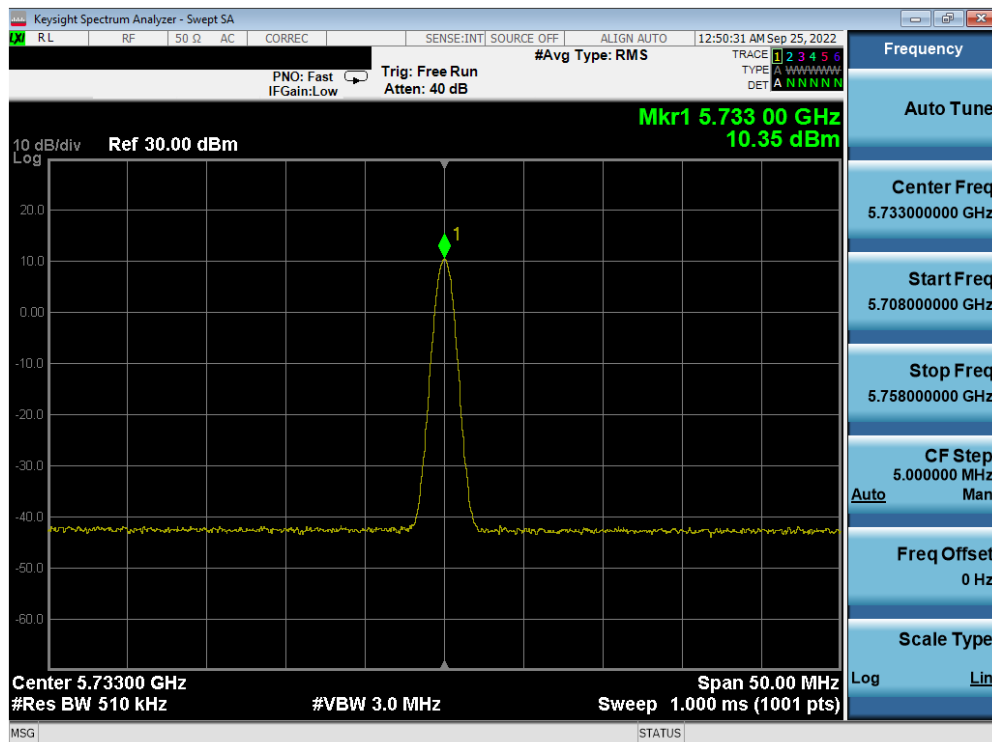 Keysight Spectrum Analyzer - Swept SA
LXI RL RF 50 Ω AC CORREC SENSE:INT SOURCE OFF ALIGN AUTO 12:50:31 AM Sep 25, 2022
#Avg Type: RMS
TRACE 1 2 3 4 5 6
PNO: Fast Trig: Free Run
TYPE A WWWWW
IFGain:Low Atten: 40 dB
DET A N N N N N
Mkr1 5.733 00 GHz
10.35 dBm
10 dB/div Ref 30.00 dBm
Log
20.0
1
10.0
0.00
-10.0
-20.0
-30.0
-40.0
-50.0
-60.0
Center 5.73300 GHz Span 50.00 MHz
#Res BW 510 kHz #VBW 3.0 MHz Sweep 1.000 ms (1001 pts)
MSG STATUS
Frequency
Auto Tune
Center Freq
5.733000000 GHz
Start Freq
5.708000000 GHz
Stop Freq
5.758000000 GHz
CF Step
5.000000 MHz
Auto Man
Freq Offset
0 Hz
Scale Type
Log Lin